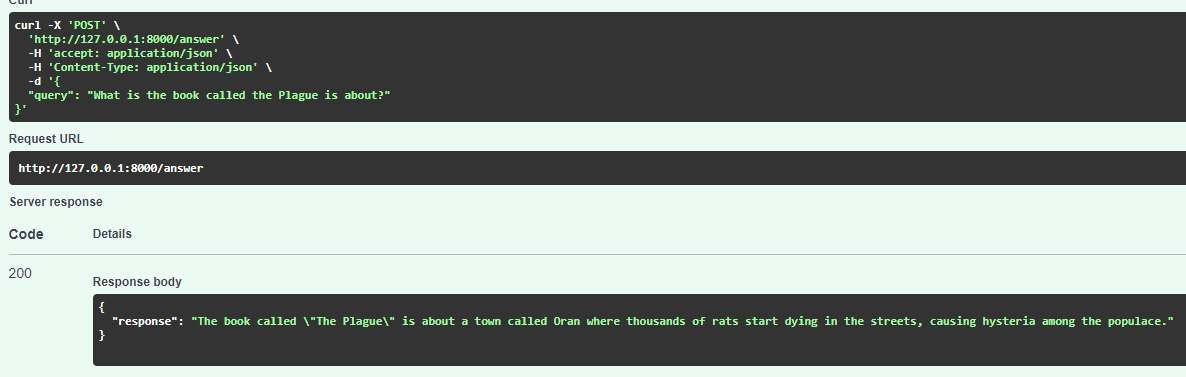 Curl
curl -X 'POST' \
  'http://127.0.0.1:8000/answer' \
  -H 'accept: application/json' \
  -H 'Content-Type: application/json' \
  -d '{
  "query": "What is the book called the Plague is about?"
}'
Request URL
http://127.0.0.1:8000/answer
Server response
Code Details
200
Response body
{
  "response": "The book called \"The Plague\" is about a town called Oran where thousands of rats start dying in the streets, causing hysteria among the populace."
}